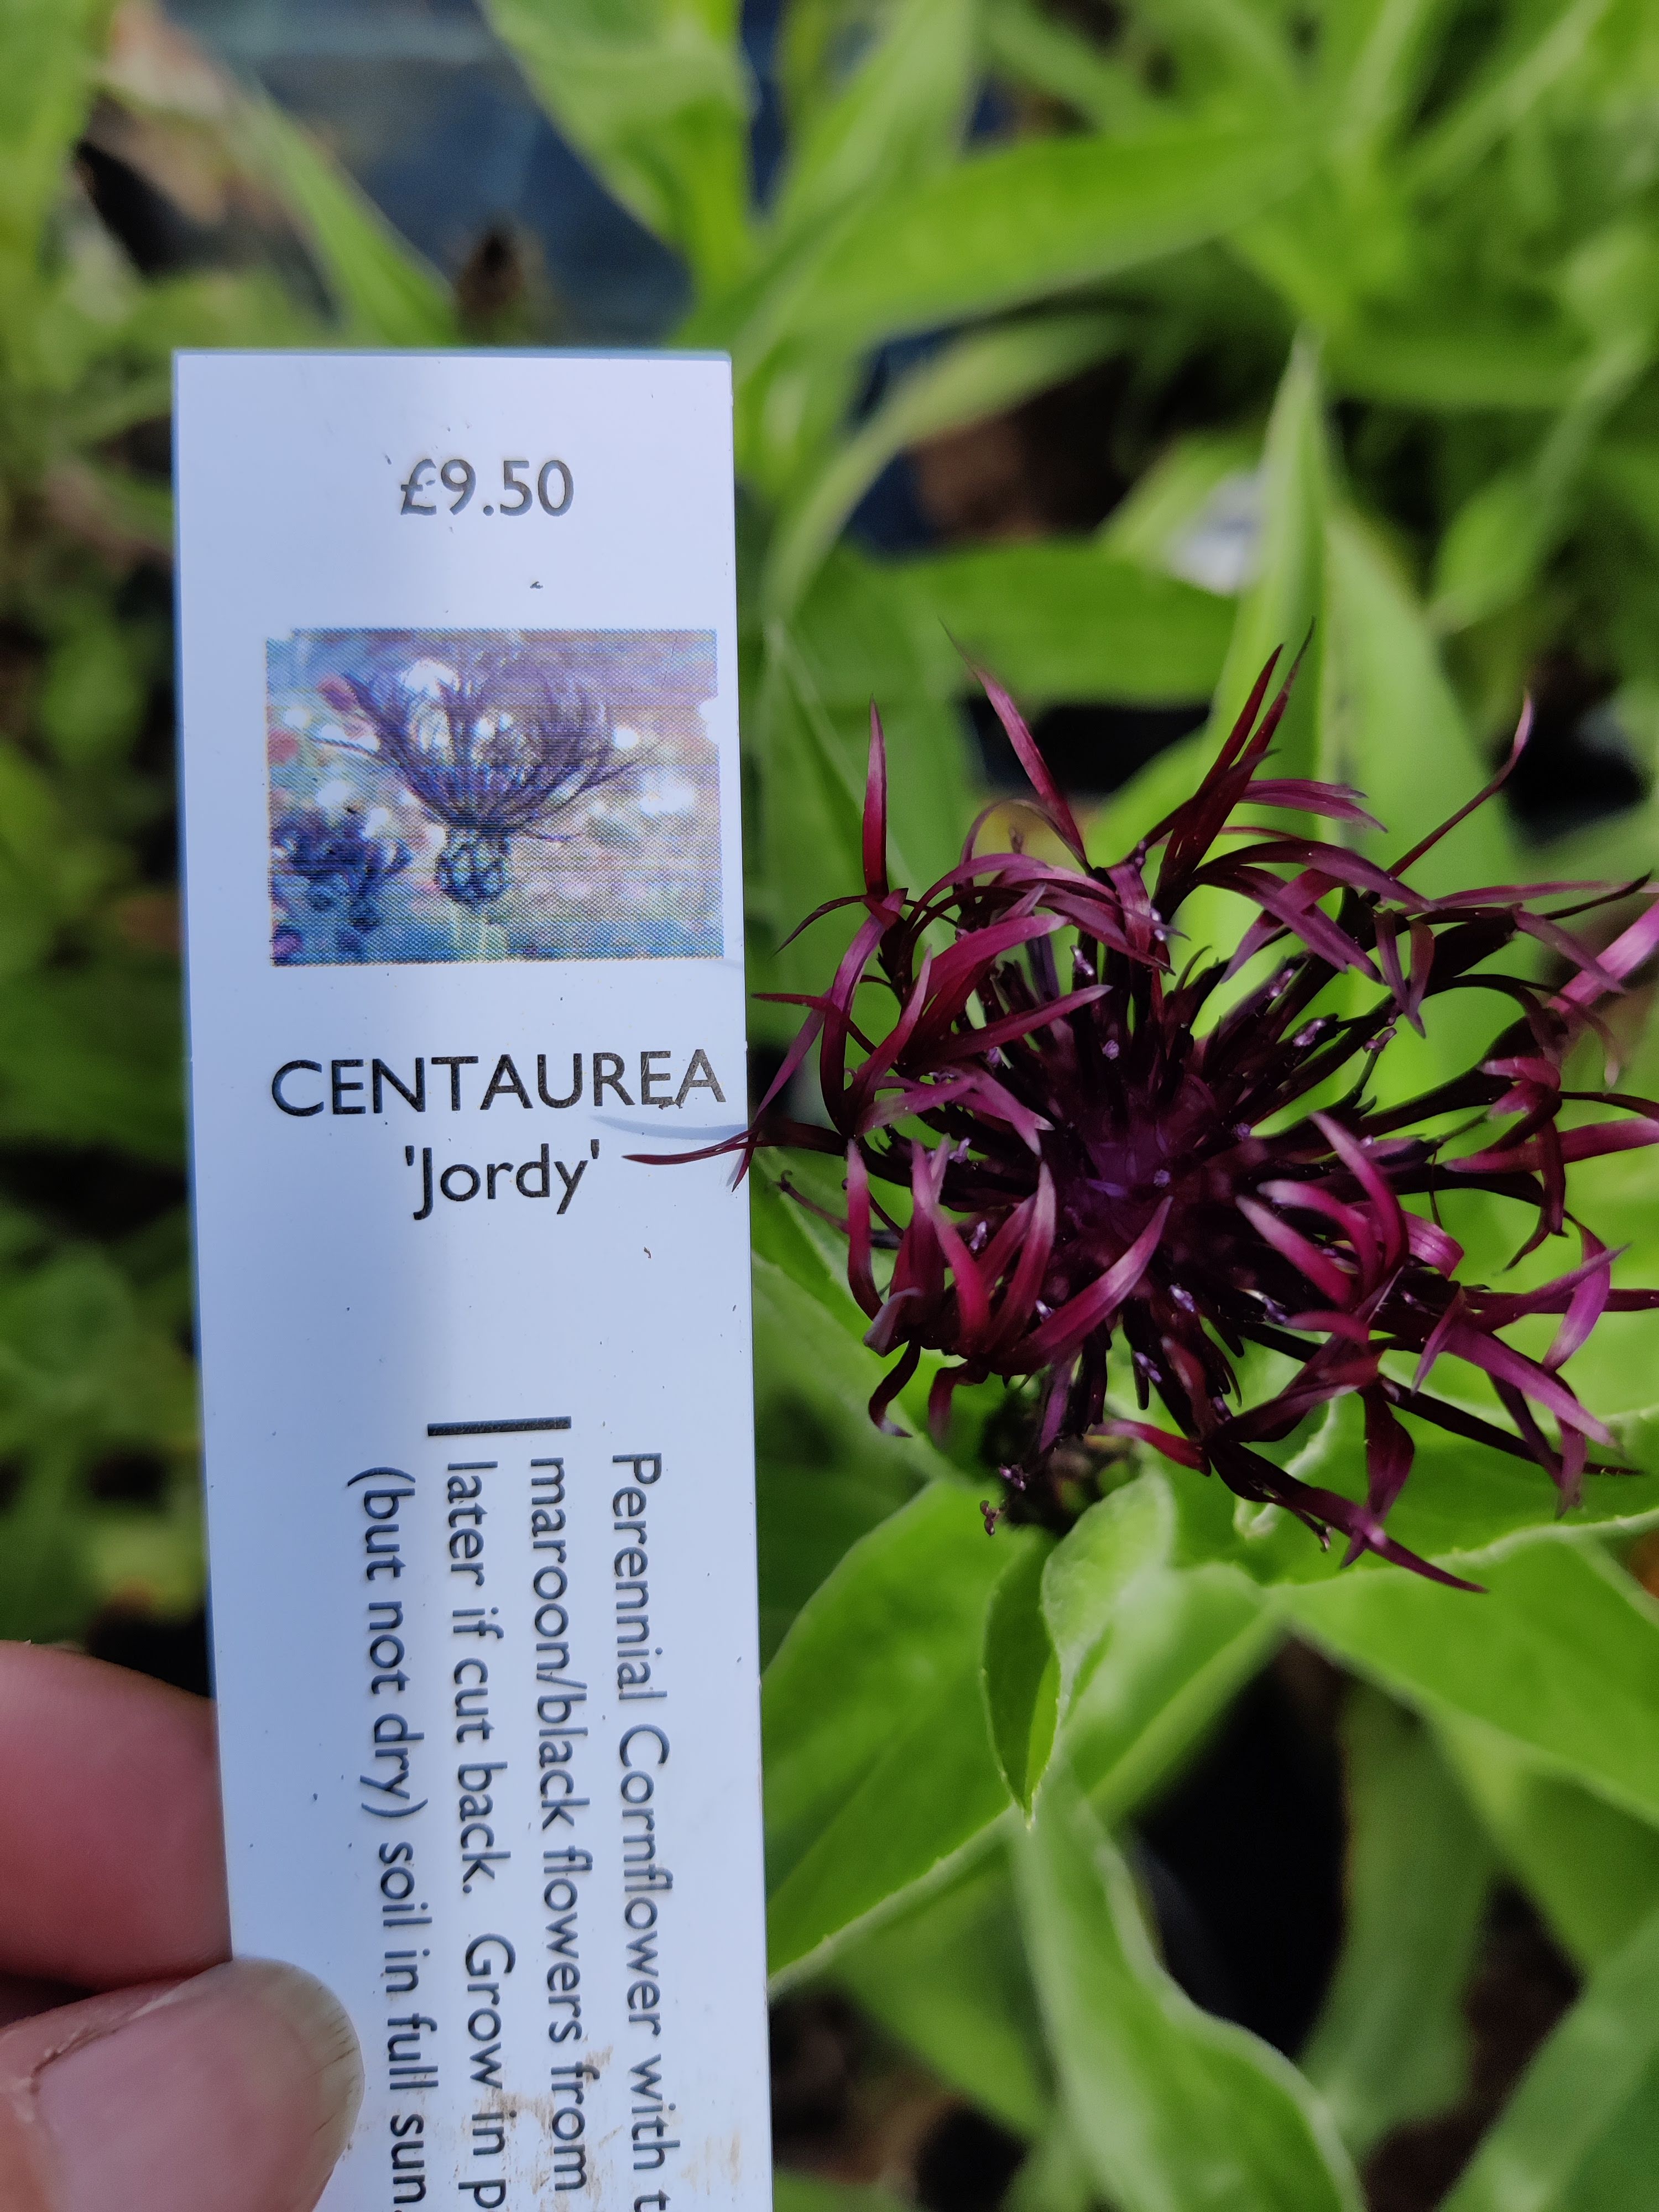 £9.50
CENTAUREA
'Jordy'
Perennial Cornflower with
maroon/black flowers from
later if cut back. Grow in
(but not dry) soil in full sun.